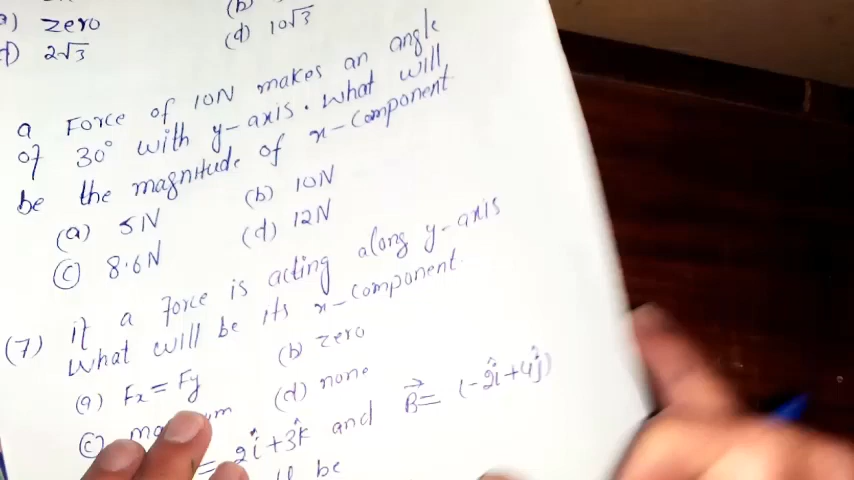 a) zero
(b)
d) 2√3
(d) 10√3
a Force of 10N makes an angle
of 30° with y-axis. What will
be the magnitude of x-component
(a) 5N
(b) 10N
(c) 8.6N
(d) 12N
(7) if a force is acting along y-axis
What will be its x-component.
(a) Fx = Fy
(b) zero
(c)
(d) none
= 2î+3k̂ and B⃗= (-2î+4ĵ)
be